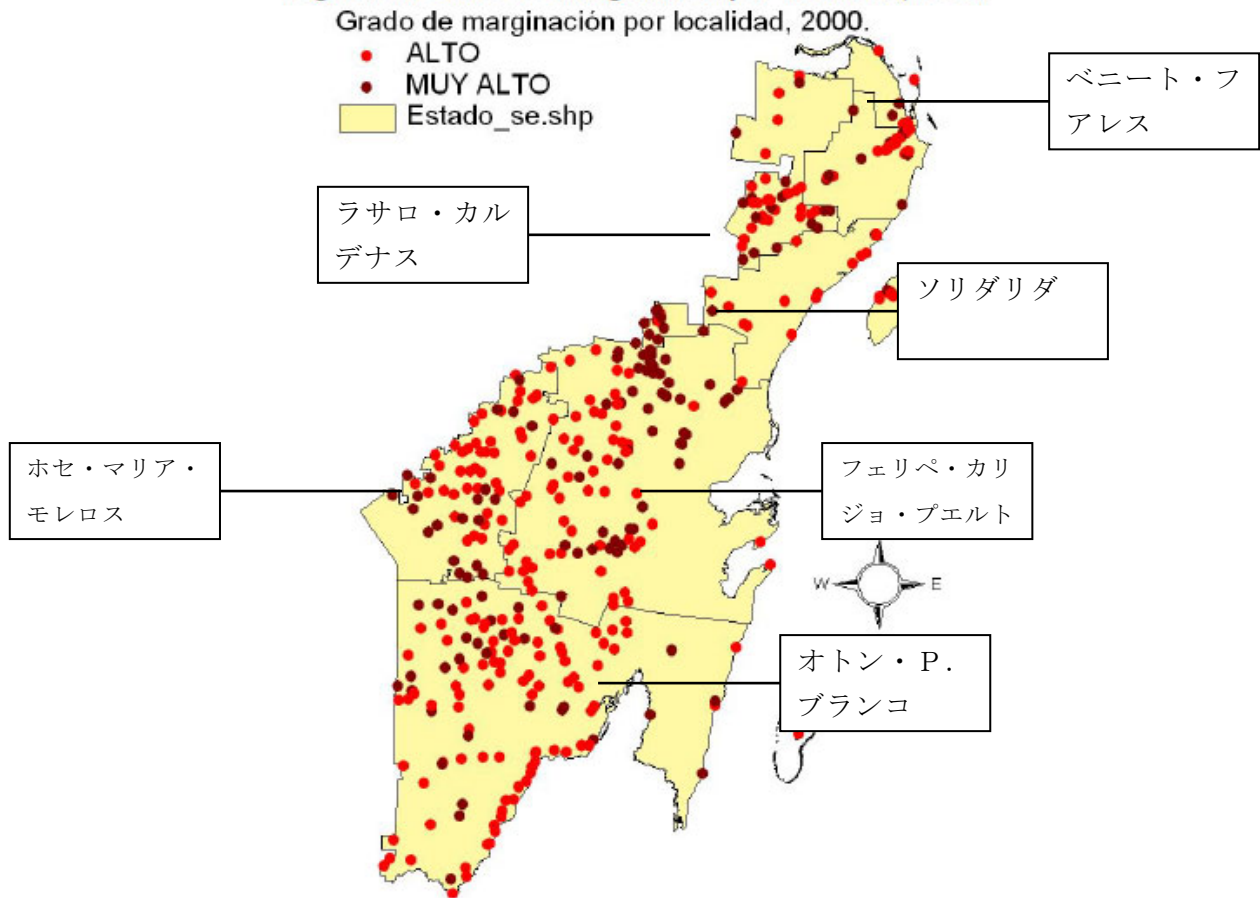 Grado de marginación por localidad, 2000.
ALTO
MUY ALTO
Estado_se.shp
ベニート・フ
アレス
ラサロ・カル
デナス
ソリダリダ
ホセ・マリア・
モレロス
フェリペ・カリ
ジョ・プエルト
W
E
オトン・P.
ブランコ